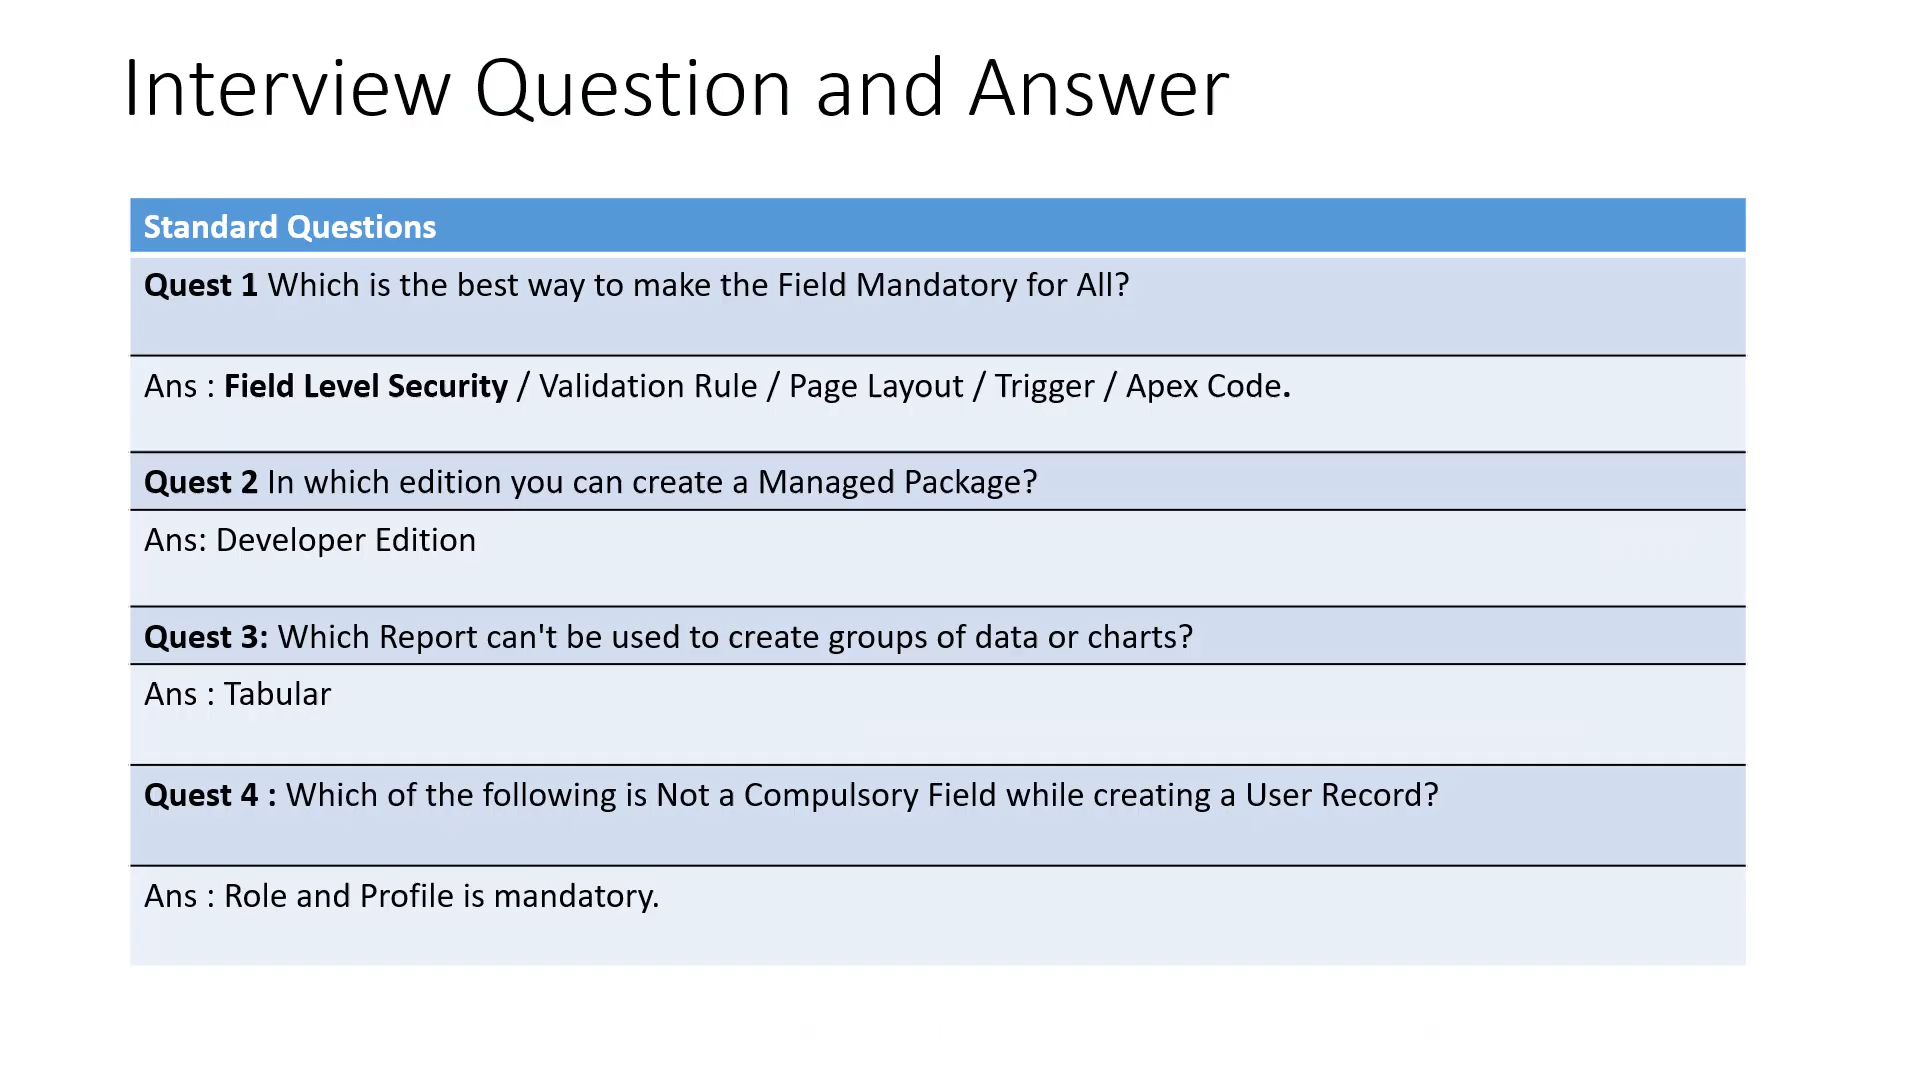 Interview Question and Answer
Standard Questions
Quest 1 Which is the best way to make the Field Mandatory for All?
Ans : Field Level Security / Validation Rule / Page Layout / Trigger / Apex Code.
Quest 2 In which edition you can create a Managed Package?
Ans: Developer Edition
Quest 3: Which Report can't be used to create groups of data or charts?
Ans : Tabular
Quest 4 : Which of the following is Not a Compulsory Field while creating a User Record?
Ans : Role and Profile is mandatory.